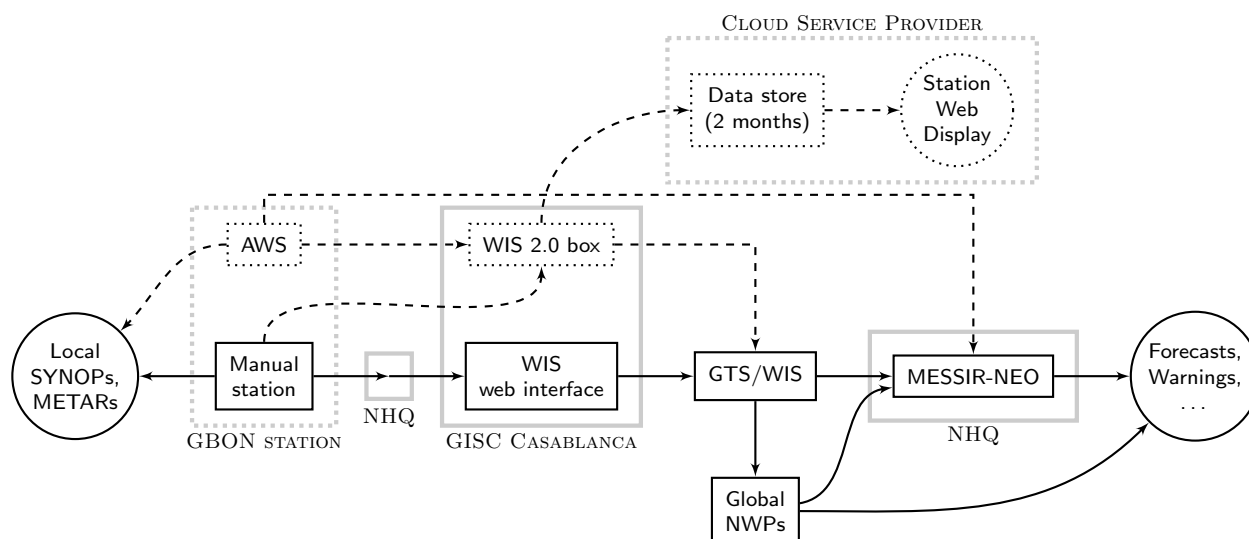 CLOUD SERVICE PROVIDER
Data store
(2 months)
Station
Web
Display
AWS
WIS 2.0 box
Local
SYNOPs,
METARs
Manual
station
NHQ
WIS
web interface
GTS/WIS
MESSIR-NEO
Forecasts,
Warnings,
...
GBON STATION
GISC CASABLANCA
NHQ
Global
NWPs